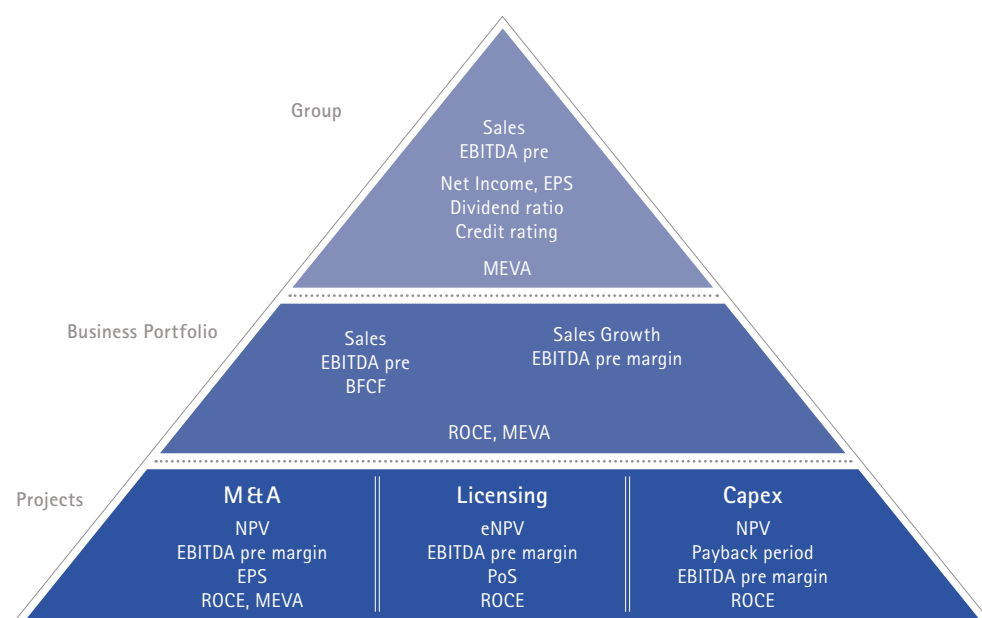 Group
Sales
EBITDA pre
Net Income, EPS
Dividend ratio
Credit rating
MEVA
Business Portfolio
Sales
EBITDA pre
BFCF
Sales Growth
EBITDA pre margin
ROCE, MEVA
Projects
M&A
NPV
EBITDA pre margin
EPS
ROCE, MEVA
Licensing
eNPV
EBITDA pre margin
PoS
ROCE
Capex
NPV
Payback period
EBITDA pre margin
ROCE